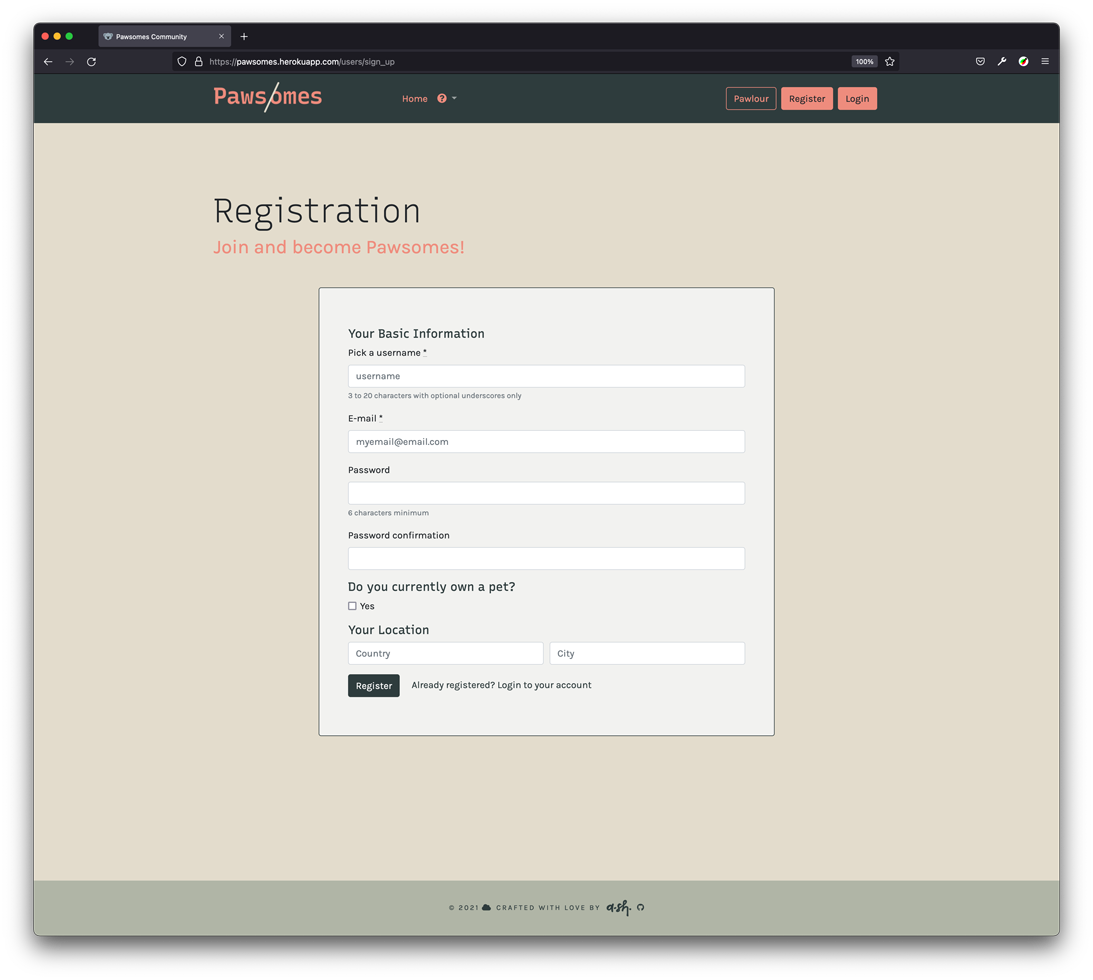 Pawsomes Community
https://pawsomes.herokuapp.com/users/sign_up
100%
Paws/omes
Home
Pawlour
Register
Login
Registration
Join and become Pawsomes!
Your Basic Information
Pick a username *
username
3 to 20 characters with optional underscores only
E-mail *
myemail@email.com
Password
6 characters minimum
Password confirmation
Do you currently own a pet?
Yes
Your Location
Country City
Register Already registered? Login to your account
© 2021 CRAFTED WITH LOVE BY a.sh.